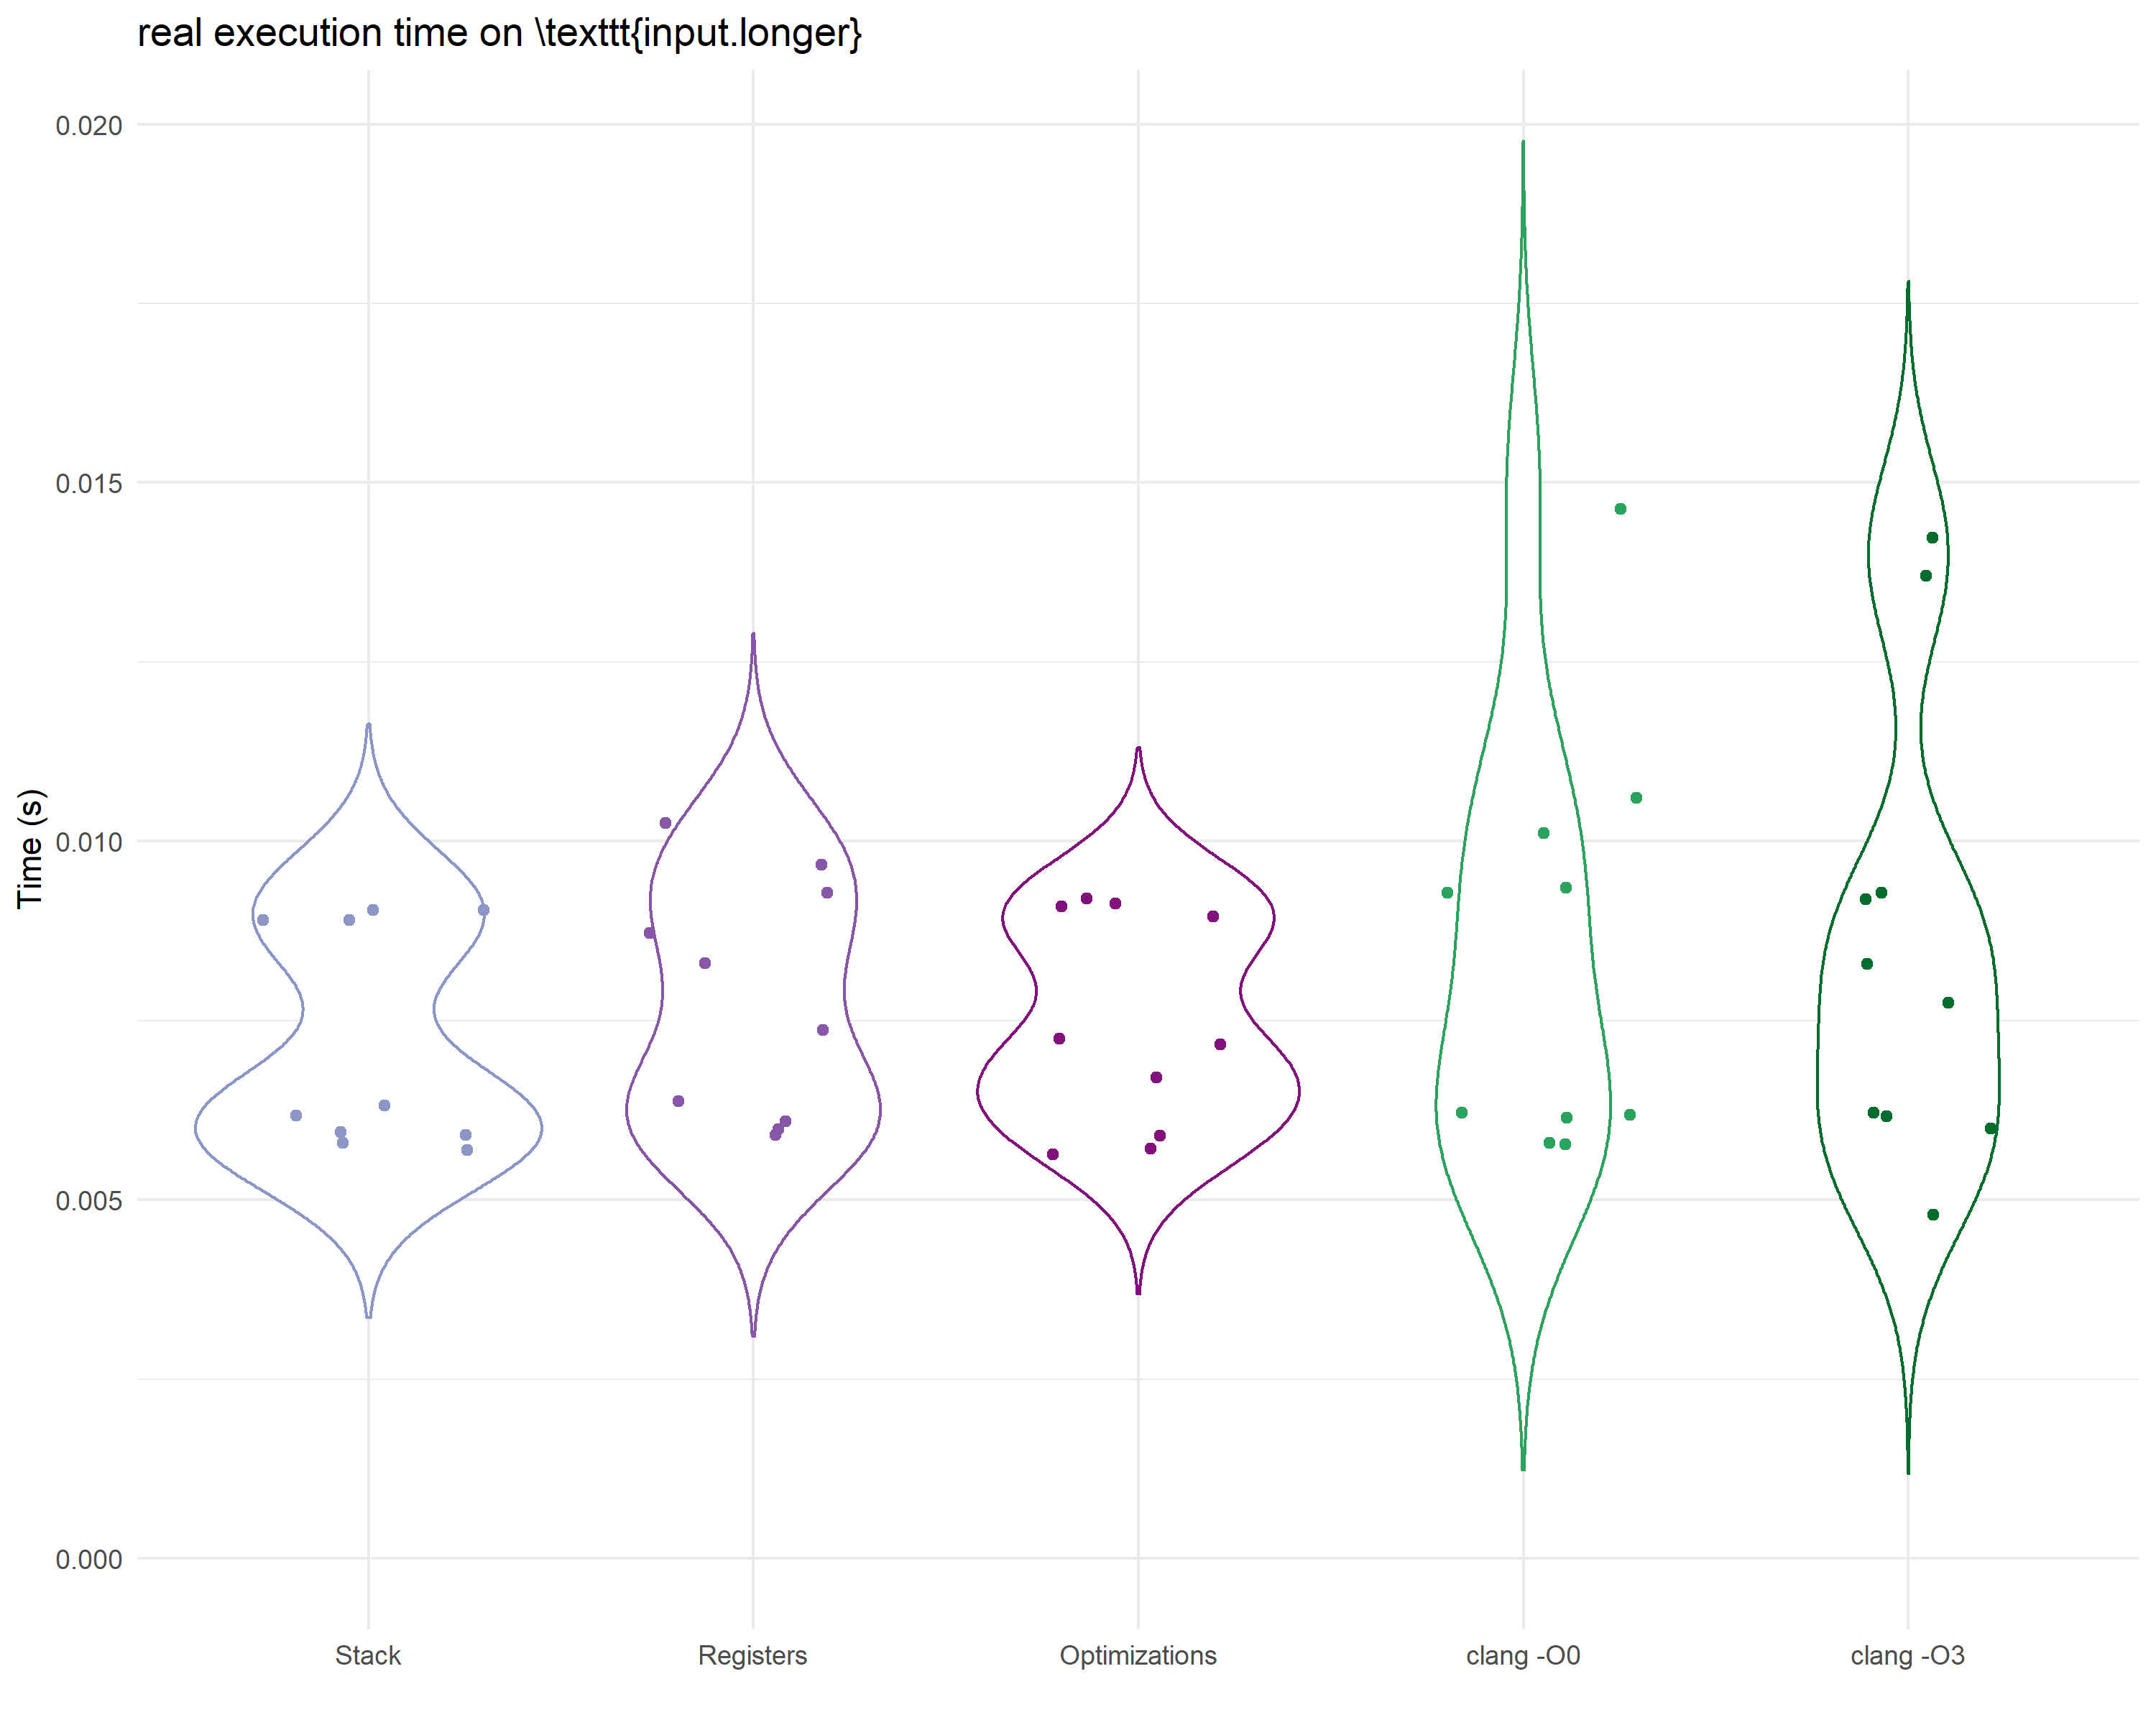 real execution time on \texttt{input.longer}
Time (s)
0.020
0.015
0.010
0.005
0.000
Stack Registers Optimizations clang -O0 clang -O3